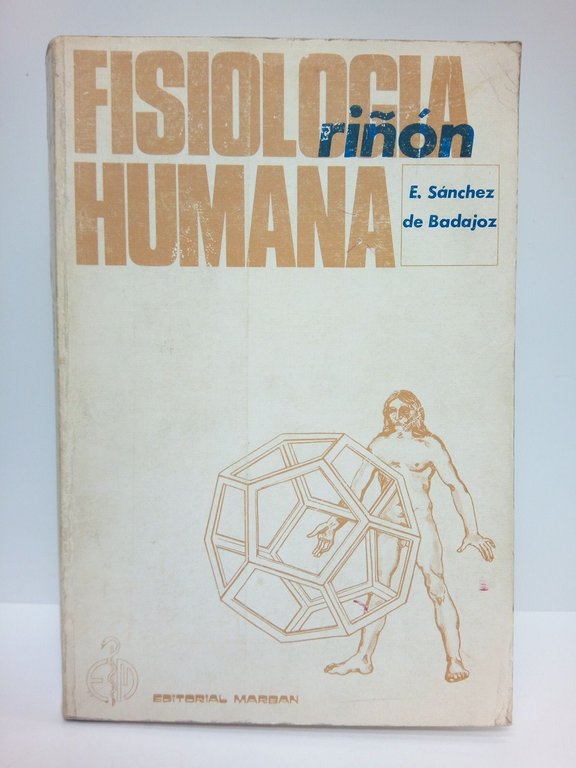 FISIOLOGIA
riñón
HUMANA
E. Sánchez
de Badajoz
EDITORIAL MARBAN